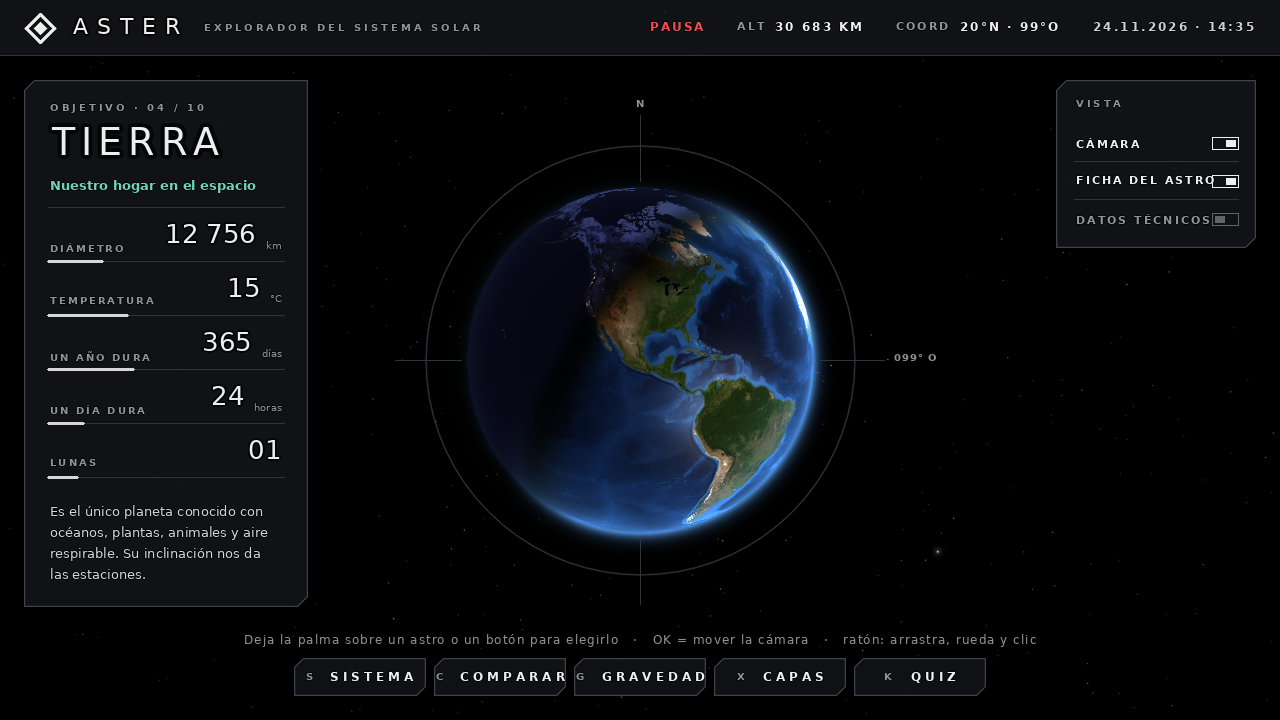 ASTER EXPLORADOR DEL SISTEMA SOLAR
PAUSA ALT 30 683 KM COORD 20°N · 99°O 24.11.2026 · 14:35
OBJETIVO · 04 / 10
TIERRA
Nuestro hogar en el espacio
DIÁMETRO 12 756 km
TEMPERATURA 15 °C
UN AÑO DURA 365 días
UN DÍA DURA 24 horas
LUNAS 01
Es el único planeta conocido con
océanos, plantas, animales y aire
respirable. Su inclinación nos da
las estaciones.
N
099° O
VISTA
CÁMARA
FICHA DEL ASTRO
DATOS TÉCNICOS
Deja la palma sobre un astro o un botón para elegirlo · OK = mover la cámara · ratón: arrastra, rueda y clic
S SISTEMA C COMPARAR G GRAVEDAD X CAPAS K QUIZ